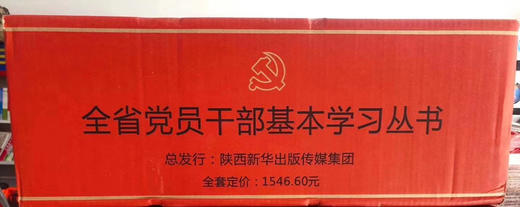 全省党员干部基本学习丛书
总发行：陕西新华出版传媒集团
全套定价：1546.60元